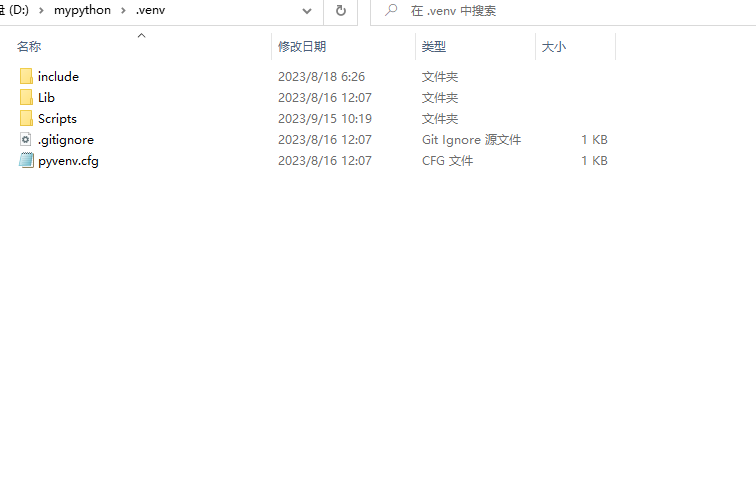 (D:) › mypython › .venv
在 .venv 中搜索
名称 修改日期 类型 大小
include 2023/8/18 6:26 文件夹
Lib 2023/8/16 12:07 文件夹
Scripts 2023/9/15 10:19 文件夹
.gitignore 2023/8/16 12:07 Git Ignore 源文件 1 KB
pyvenv.cfg 2023/8/16 12:07 CFG 文件 1 KB